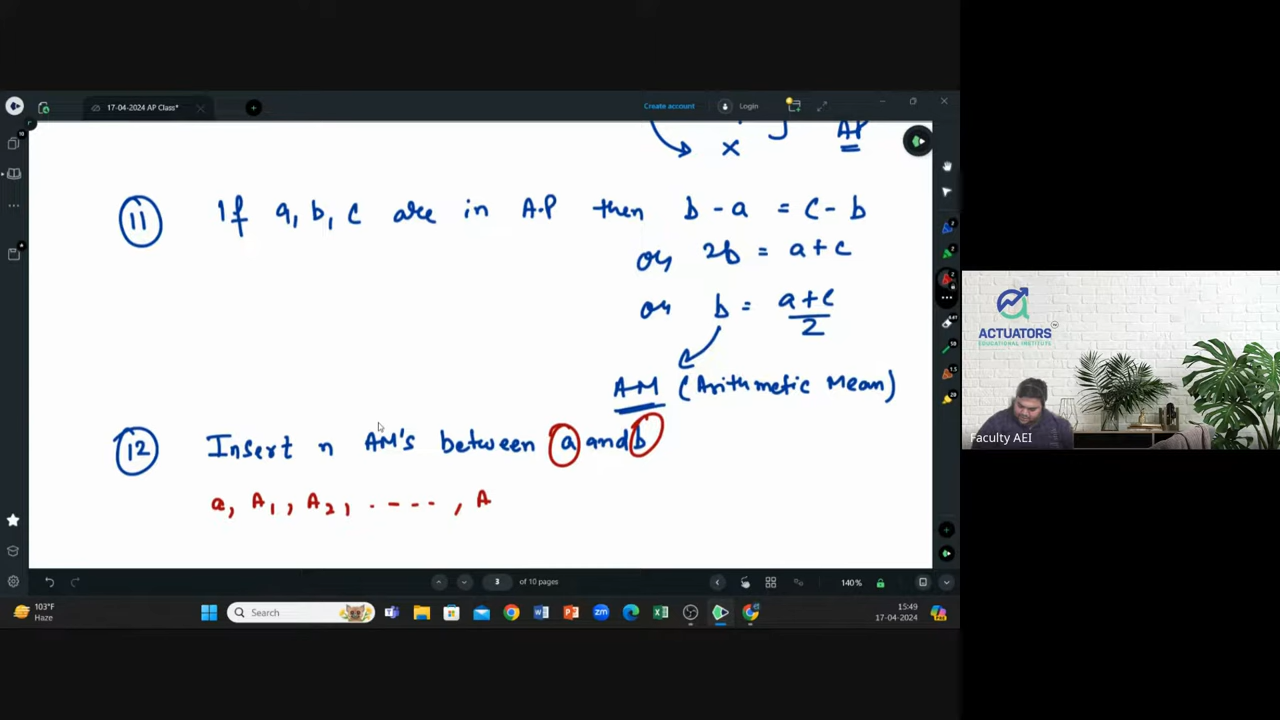 17-04-2024 AP Class*
Create account
Login
x
AP
11 If a, b, c are in A.P then b - a = c - b
or 2b = a + c
or b = a+c/2
A.M (Arithmetic Mean)
12 Insert n AM's between a and b
a, A1, A2, ..----, A
ACTUATORS
EDUCATIONAL INSTITUTE
Faculty AEI
3 of 10 pages
140%
103°F
Haze
Search
15:49
17-04-2024